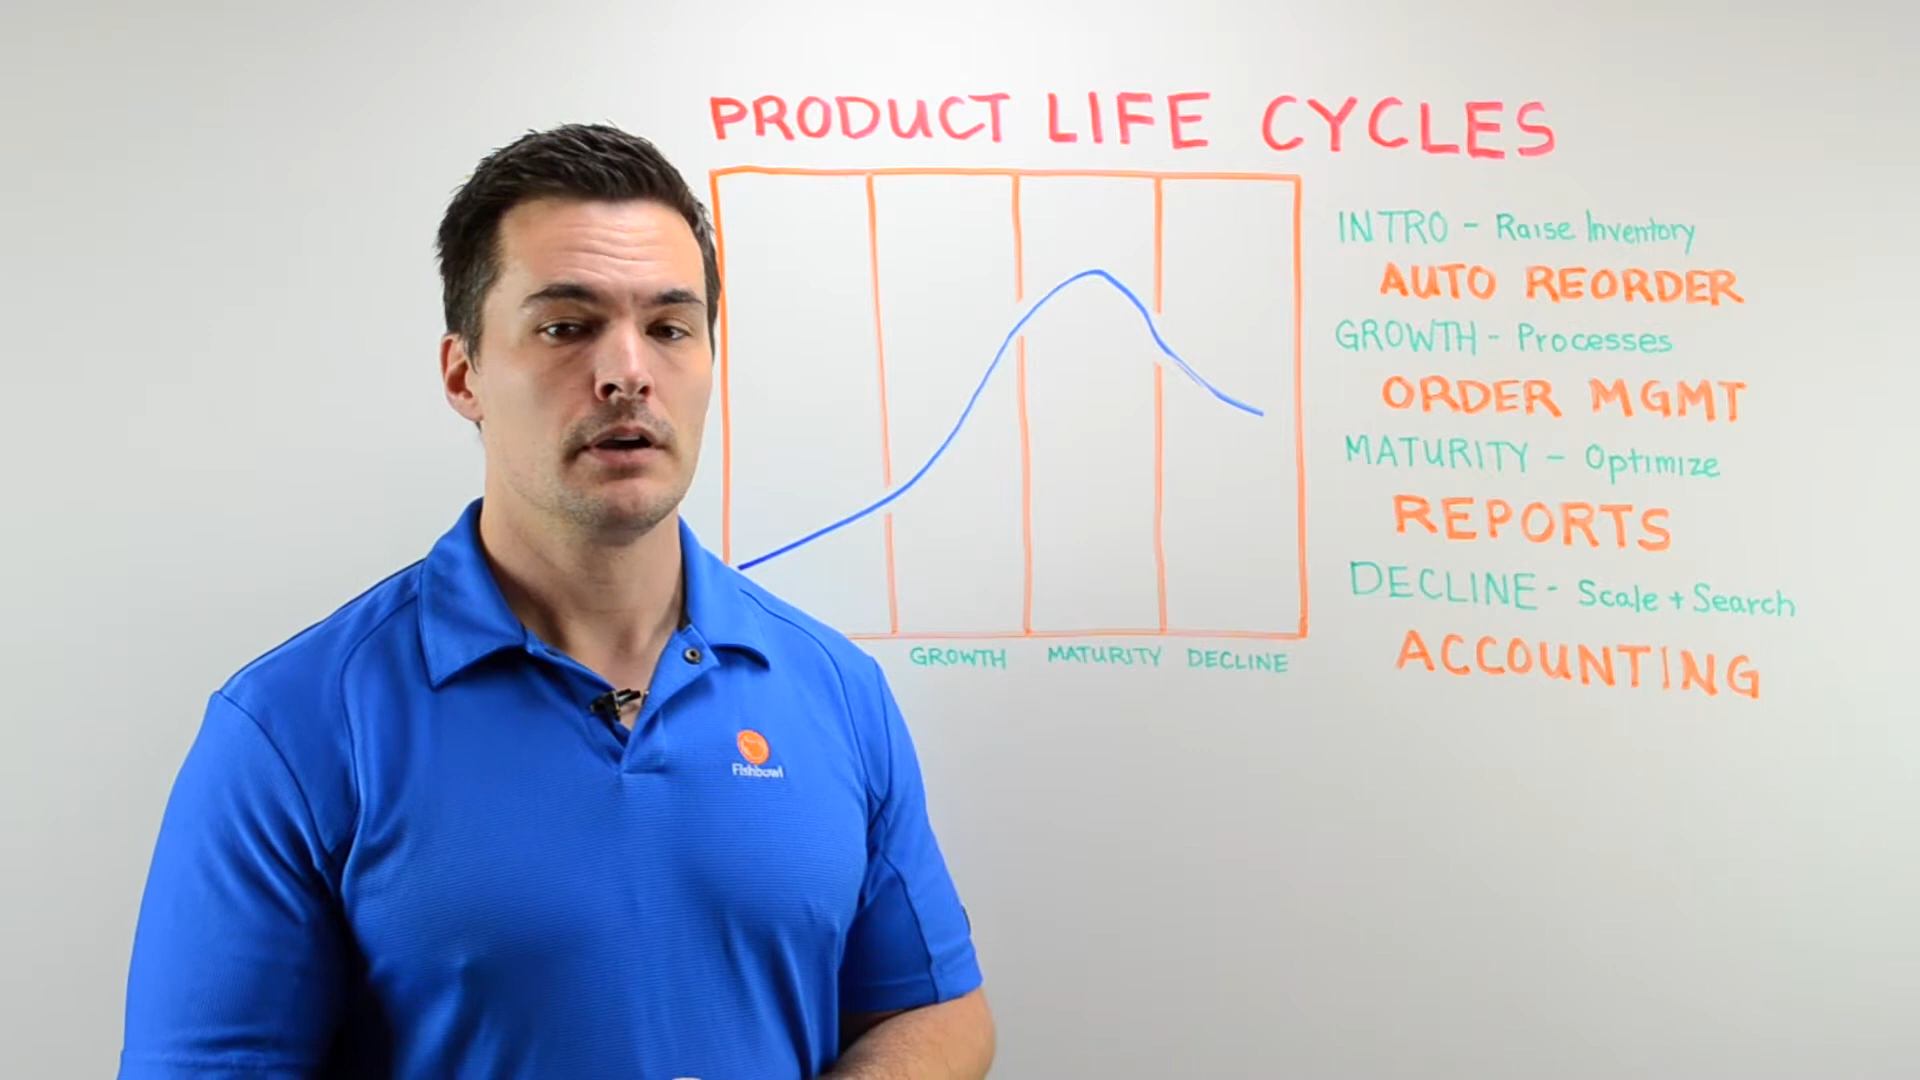 PRODUCT LIFE CYCLES
INTRO - Raise Inventory
AUTO REORDER
GROWTH - Processes
ORDER MGMT
MATURITY - Optimize
REPORTS
DECLINE - Scale + Search
ACCOUNTING
GROWTH MATURITY DECLINE
Fishbowl